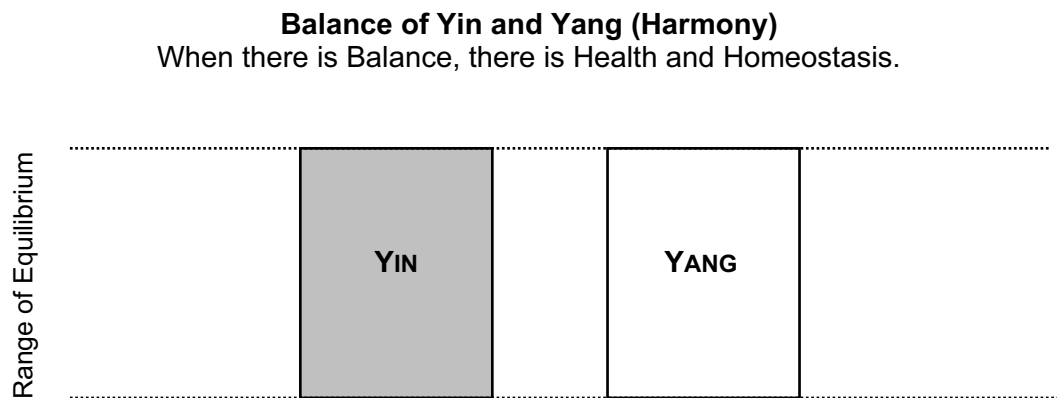 Balance of Yin and Yang (Harmony)
When there is Balance, there is Health and Homeostasis.
Range of Equilibrium
YIN
YANG